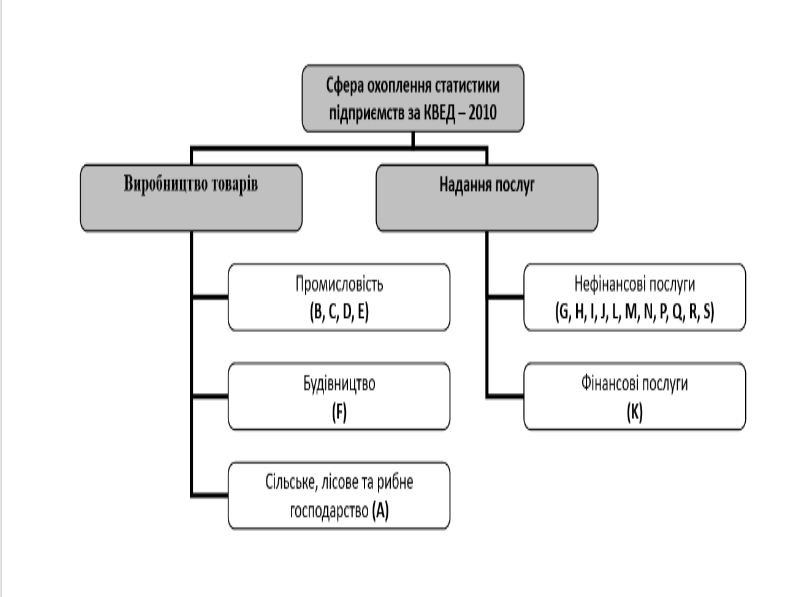 Сфера охоплення статистики
підприємств за КВЕД – 2010
Виробництво товарів
Надання послуг
Промисловість
(B, C, D, E)
Нефінансові послуги
(G, H, I, J, L, M, N, P, Q, R, S)
Будівництво
(F)
Фінансові послуги
(K)
Сільське, лісове та рибне
господарство (A)